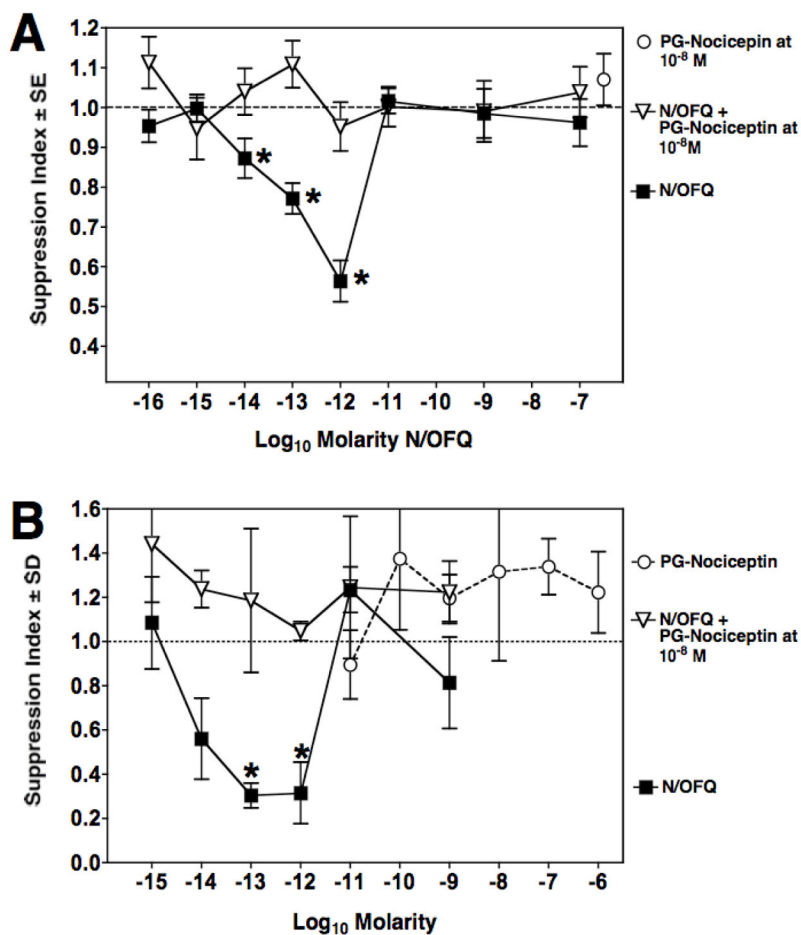 A
Suppression Index ± SE
1.2
1.1
1.0
0.9
0.8
0.7
0.6
0.5
0.4
*
*
*
-16 -15 -14 -13 -12 -11 -10 -9 -8 -7
Log10 Molarity N/OFQ
PG-Nocicepin at
10-8 M
N/OFQ +
PG-Nociceptin at
10-8M
N/OFQ
B
Suppression Index ± SD
1.6
1.4
1.2
1.0
0.8
0.6
0.4
0.2
0.0
*
*
-15 -14 -13 -12 -11 -10 -9 -8 -7 -6
Log10 Molarity
PG-Nociceptin
N/OFQ +
PG-Nociceptin at
10-8 M
N/OFQ